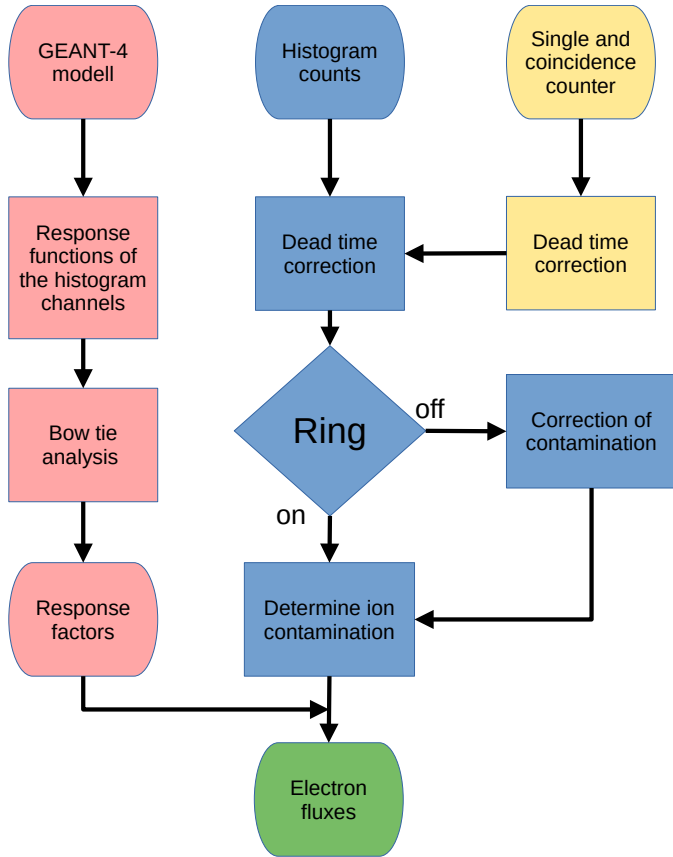 GEANT-4
modell
Histogram
counts
Single and
coincidence
counter
Response
functions of
the histogram
channels
Dead time
correction
Dead time
correction
Bow tie
analysis
Ring
off
on
Correction of
contamination
Response
factors
Determine ion
contamination
Electron
fluxes